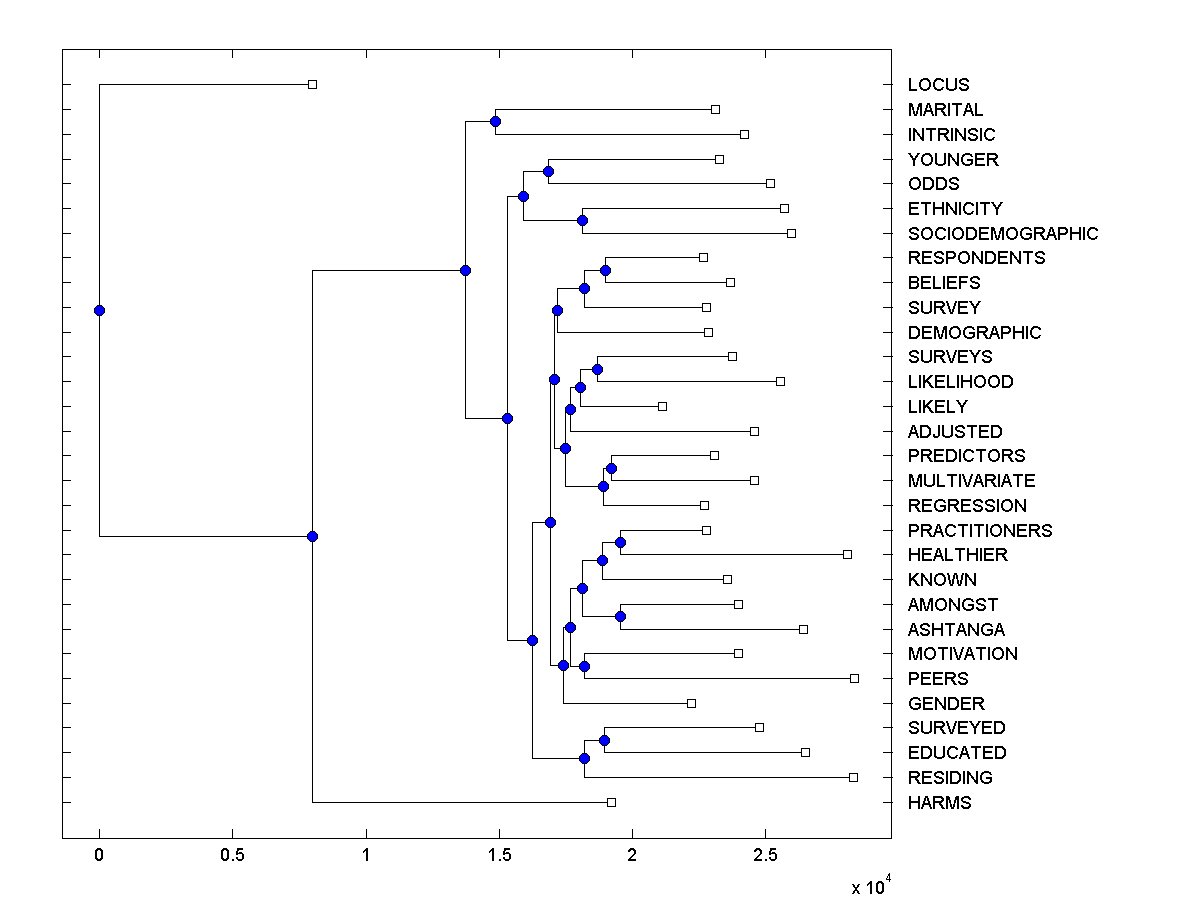 LOCUS
MARITAL
INTRINSIC
YOUNGER
ODDS
ETHNICITY
SOCIODEMOGRAPHIC
RESPONDENTS
BELIEFS
SURVEY
DEMOGRAPHIC
SURVEYS
LIKELIHOOD
LIKELY
ADJUSTED
PREDICTORS
MULTIVARIATE
REGRESSION
PRACTITIONERS
HEALTHIER
KNOWN
AMONGST
ASHTANGA
MOTIVATION
PEERS
GENDER
SURVEYED
EDUCATED
RESIDING
HARMS
0 0.5 1 1.5 2 2.5
x 10^4